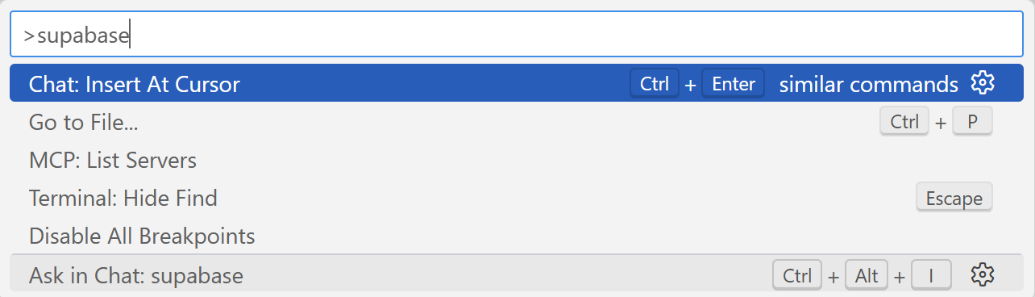 >supabase
Chat: Insert At Cursor Ctrl + Enter similar commands
Go to File... Ctrl + P
MCP: List Servers
Terminal: Hide Find Escape
Disable All Breakpoints
Ask in Chat: supabase Ctrl + Alt + I